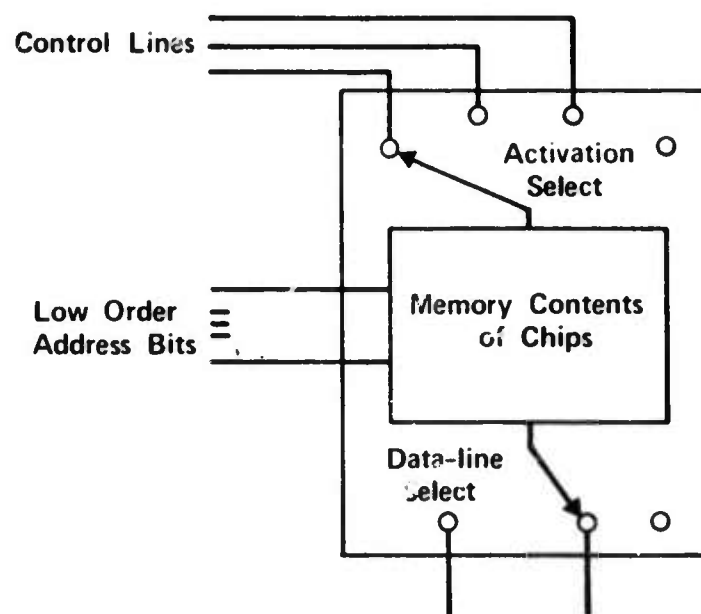 Control Lines
Activation
Select
Low Order
Address Bits
Memory Contents
of Chips
Data-line
Select